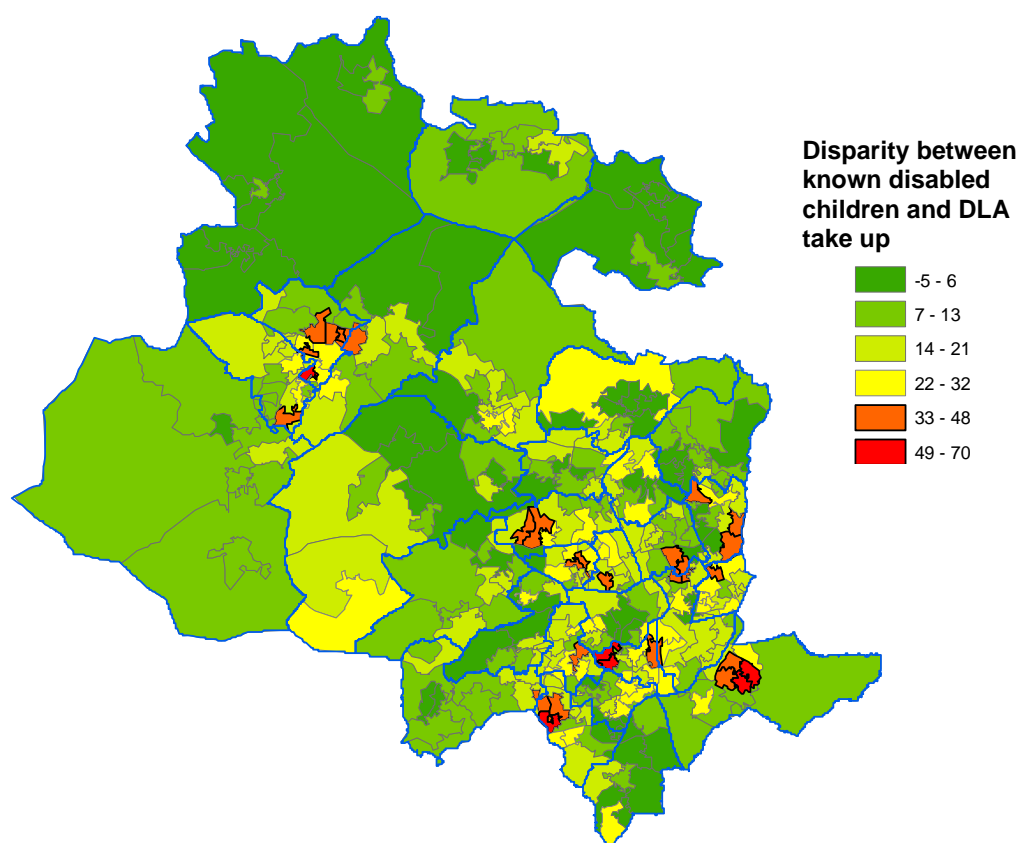 Disparity between
known disabled
children and DLA
take up
-5 - 6
7 - 13
14 - 21
22 - 32
33 - 48
49 - 70